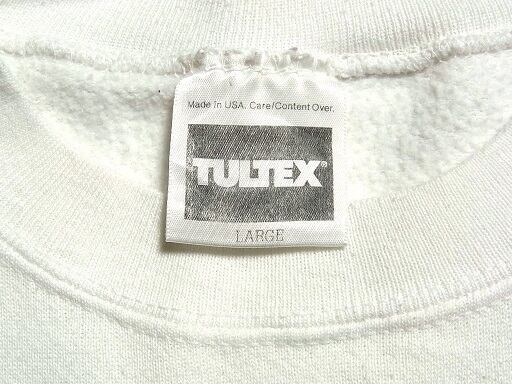 Made In USA. Care/Content Over.
TULTEX®
LARGE